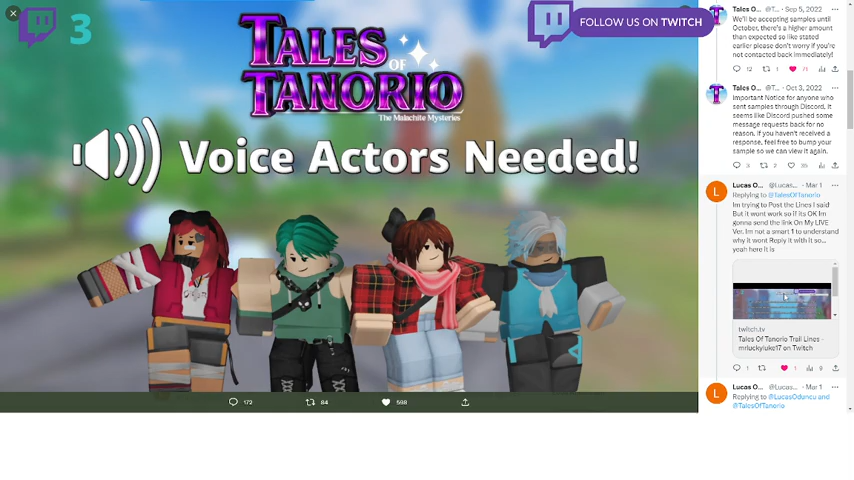 3
TALES
OF
TANORIO
The Malachite Mysteries
Voice Actors Needed!
FOLLOW US ON TWITCH
172
84
598
Tales O... @T... · Sep 5, 2022
We'll be accepting samples until
October, there's a higher amount
than expected so like stated
earlier please don't worry if you're
not contacted back immediately!
12
1
71
Tales O... @T... · Oct 3, 2022
Important Notice for anyone who
sent samples through Discord, it
seems like Discord pushed some
message requests back for no
reason. If you haven't received a
response, feel free to bump your
sample so we can view it again.
3
2
Lucas O... @Lucas... · Mar 1
Replying to @TalesOfTanorio
Im trying to Post the Lines I said
But it wont work so if its OK Im
gonna send the link On My LIVE
Ver. Im not a smart 1 to understand
why it wont Reply it with it so...
yeah here it is
twitch.tv
Tales Of Tanorio Trail Lines -
mrluckyluke17 on Twitch
1
1
9
Lucas O... @Lucas... · Mar 1
Replying to @LucasOduncu and
@TalesOfTanorio
L
L